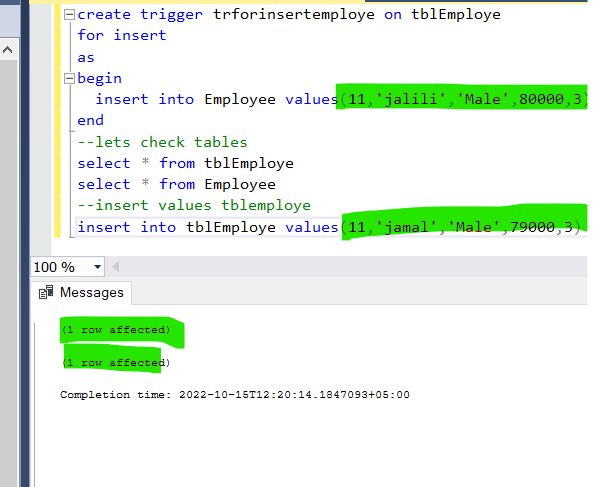 create trigger trforinsertemploye on tblEmploye
for insert
as
begin
insert into Employee values(11,'jalili','Male',80000,3)
end
--lets check tables
select * from tblEmploye
select * from Employee
--insert values tblemploye
insert into tblEmploye values(11,'jamal','Male',79000,3)
100 %
Messages
(1 row affected)
(1 row affected)
Completion time: 2022-10-15T12:20:14.1847093+05:00